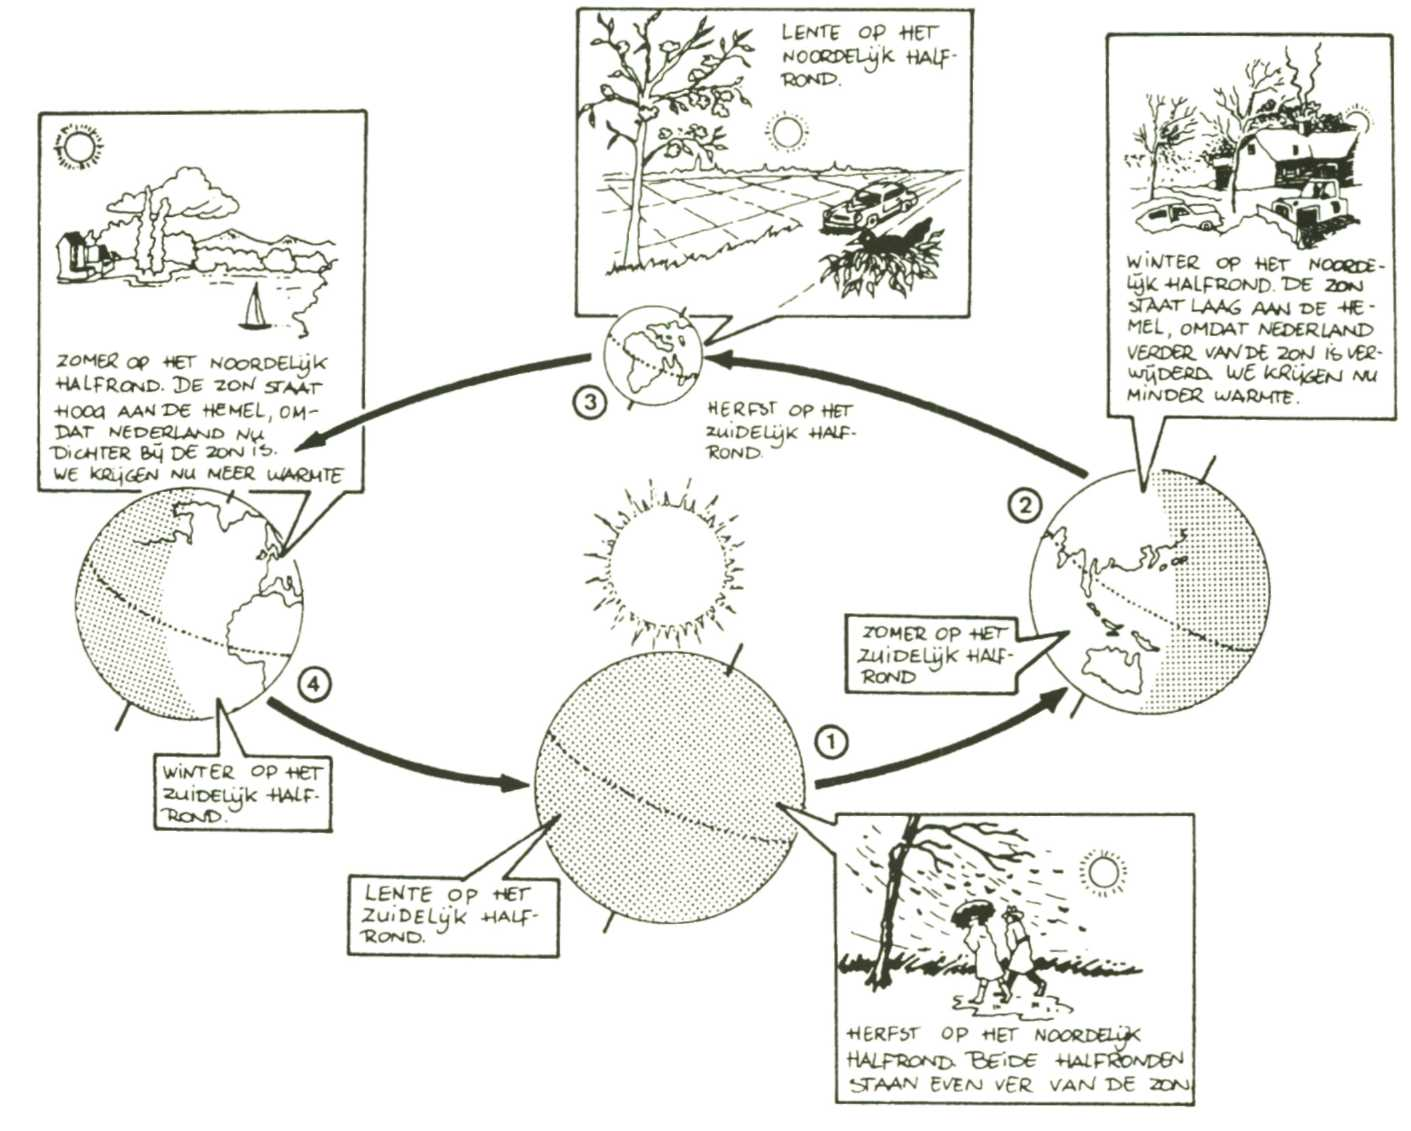 LENTE OP HET
NOORDELIJK HALF-
ROND.
WINTER OP HET NOORDE-
LIJK HALFROND. DE ZON
STAAT LAAG AAN DE HE-
MEL, OMDAT NEDERLAND
VERDER VAN DE ZON IS VER-
WIJDERD. WE KRIJGEN NU
MINDER WARMTE.
ZOMER OP HET NOORDELIJK
HALFROND. DE ZON STAAT
HOOG AAN DE HEMEL, OM-
DAT NEDERLAND NU
DICHTER BIJ DE ZON IS.
WE KRIJGEN NU MEER WARMTE
3
HERFST OP HET
ZUIDELIJK HALF-
ROND.
2
ZOMER OP HET
ZUIDELIJK HALF-
ROND
4
1
WINTER OP HET
ZUIDELIJK HALF-
ROND.
LENTE OP HET
ZUIDELIJK HALF-
ROND.
HERFST OP HET NOORDELIJK
HALFROND. BEIDE HALFRONDEN
STAAN EVEN VER VAN DE ZON